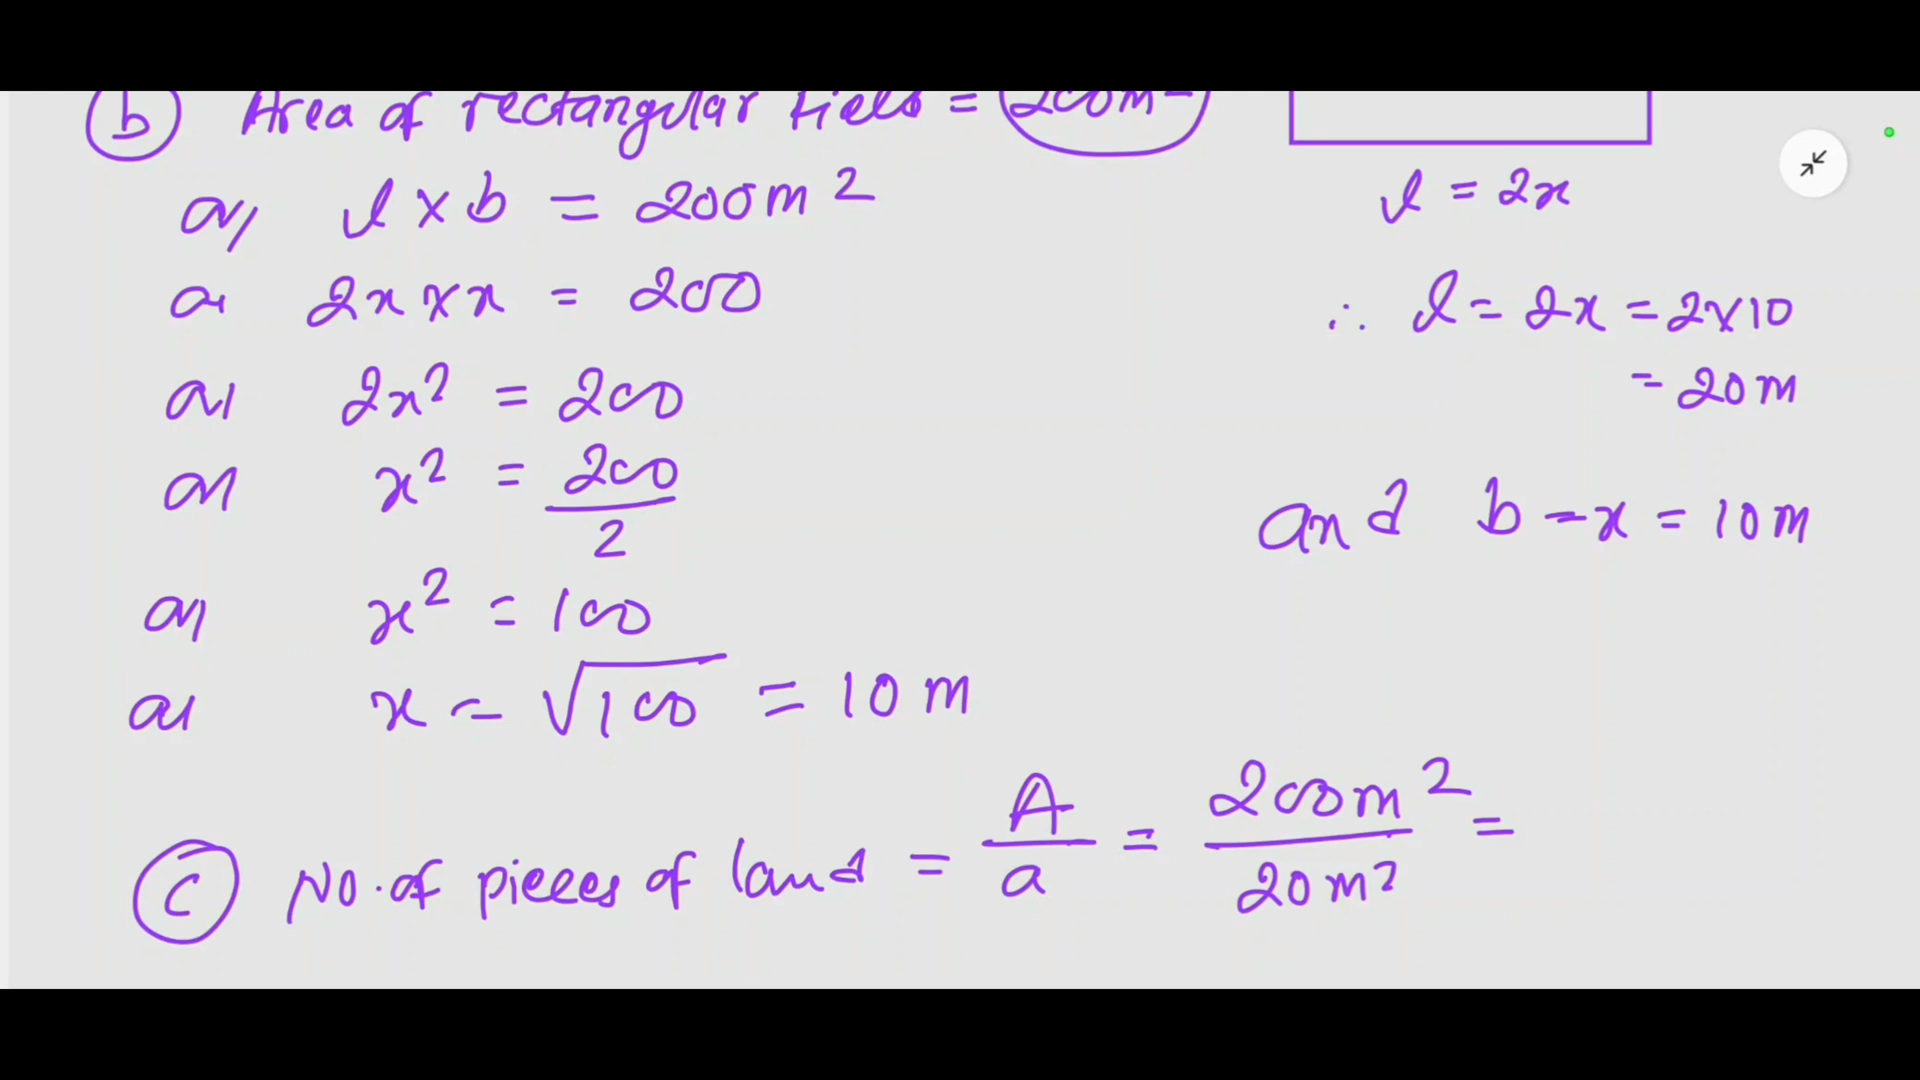 b Area of rectangular field = 200m²
or, l × b = 200m²
or 2x × x = 200
or 2x² = 200
or x² = 200/2
or x² = 100
or x = √100 = 10 m
l = 2x
∴ l = 2x = 2×10
= 20 m
and b = x = 10 m
c No. of pieces of land = A/a = 200m²/20m² =